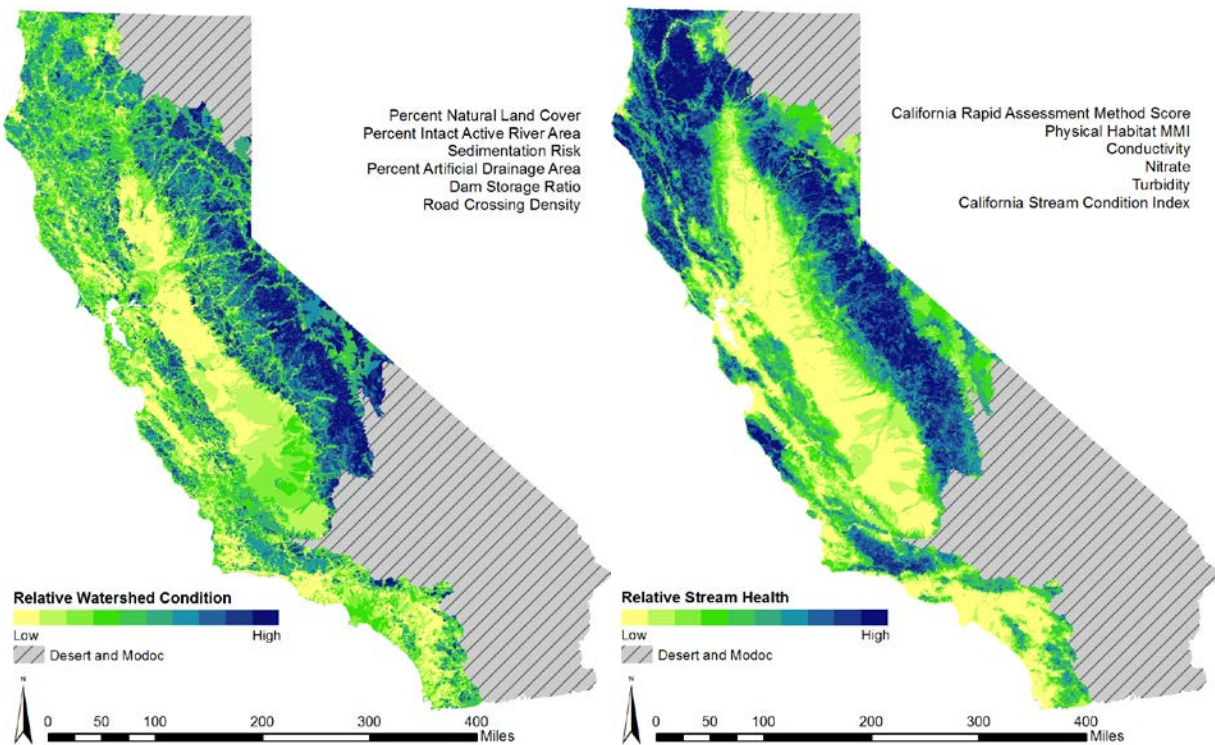 Percent Natural Land Cover
Percent Intact Active River Area
Sedimentation Risk
Percent Artificial Drainage Area
Dam Storage Ratio
Road Crossing Density
Relative Watershed Condition
Low High
Desert and Modoc
N
0 50 100 200 300 400
Miles
California Rapid Assessment Method Score
Physical Habitat MMI
Conductivity
Nitrate
Turbidity
California Stream Condition Index
Relative Stream Health
Low High
Desert and Modoc
N
0 50 100 200 300 400
Miles